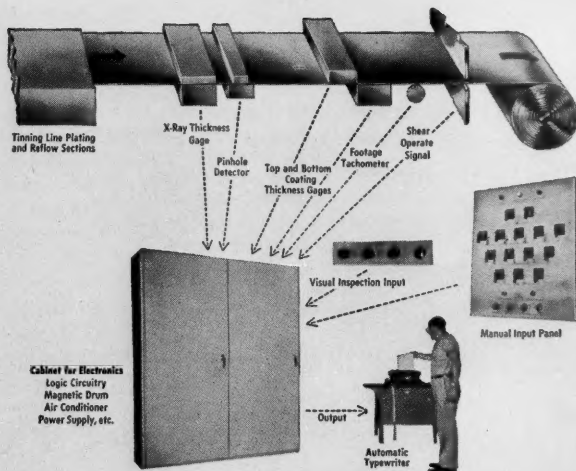 Tinning Line Plating
and Reflow Sections
X-Ray Thickness
Gage
Pinhole
Detector
Top and Bottom
Coating
Thickness Gages
Footage
Tachometer
Shear
Operate
Signal
Visual Inspection Input
Manual Input Panel
Cabinet for Electronics
Logic Circuitry
Magnetic Drum
Air Conditioner
Power Supply, etc.
Output
Automatic
Typewriter